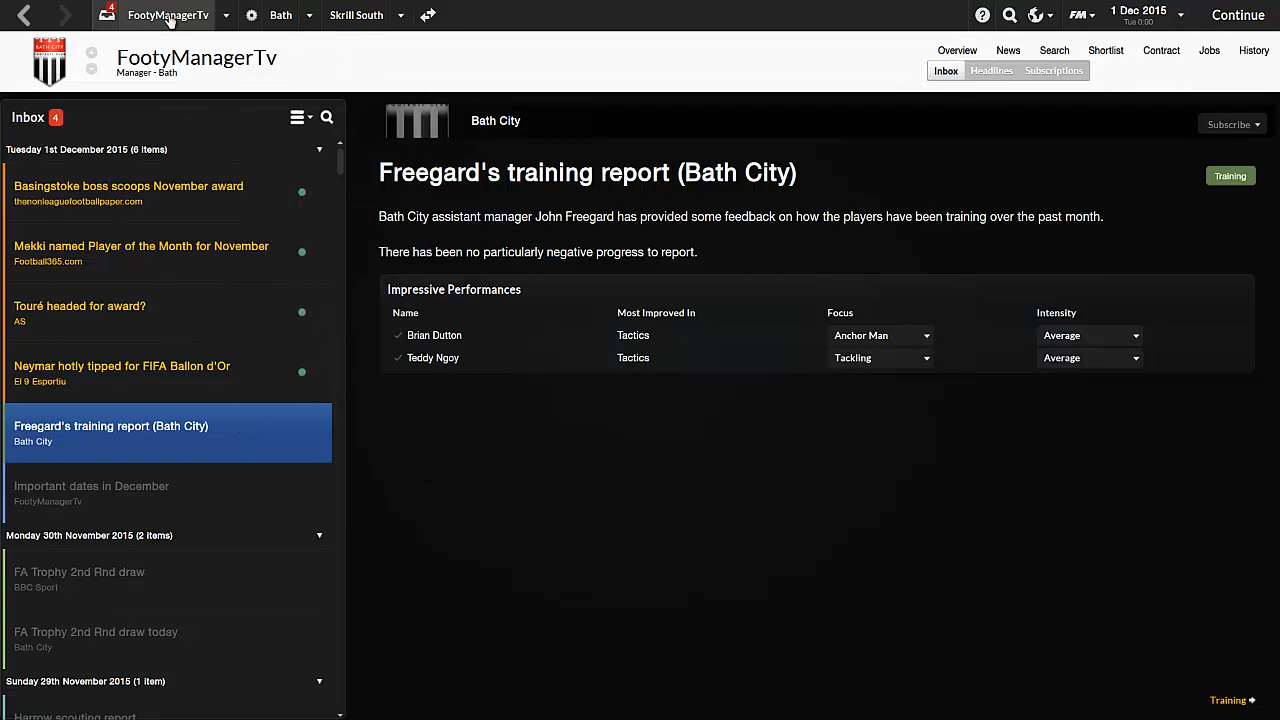 4
FootyManagerTv
Bath
Skrill South
FM
1 Dec 2015
Tue 0:00
Continue
BATH CITY
FootyManagerTv
Manager - Bath
Overview News Search Shortlist Contract Jobs History
Inbox Headlines Subscriptions
Inbox 4
Tuesday 1st December 2015 (6 items)
Basingstoke boss scoops November award
thenonleaguefootballpaper.com
Mekki named Player of the Month for November
Football365.com
Touré headed for award?
AS
Neymar hotly tipped for FIFA Ballon d'Or
El 9 Esportiu
Freegard's training report (Bath City)
Bath City
Important dates in December
FootyManagerTv
Monday 30th November 2015 (2 items)
FA Trophy 2nd Rnd draw
BBC Sport
FA Trophy 2nd Rnd draw today
Bath City
Sunday 29th November 2015 (1 item)
Harrow scouting report
Bath City
Subscribe
Freegard's training report (Bath City)
Training
Bath City assistant manager John Freegard has provided some feedback on how the players have been training over the past month.
There has been no particularly negative progress to report.
Impressive Performances
Name Most Improved In Focus Intensity
Brian Dutton Tactics Anchor Man Average
Teddy Ngoy Tactics Tackling Average
Training